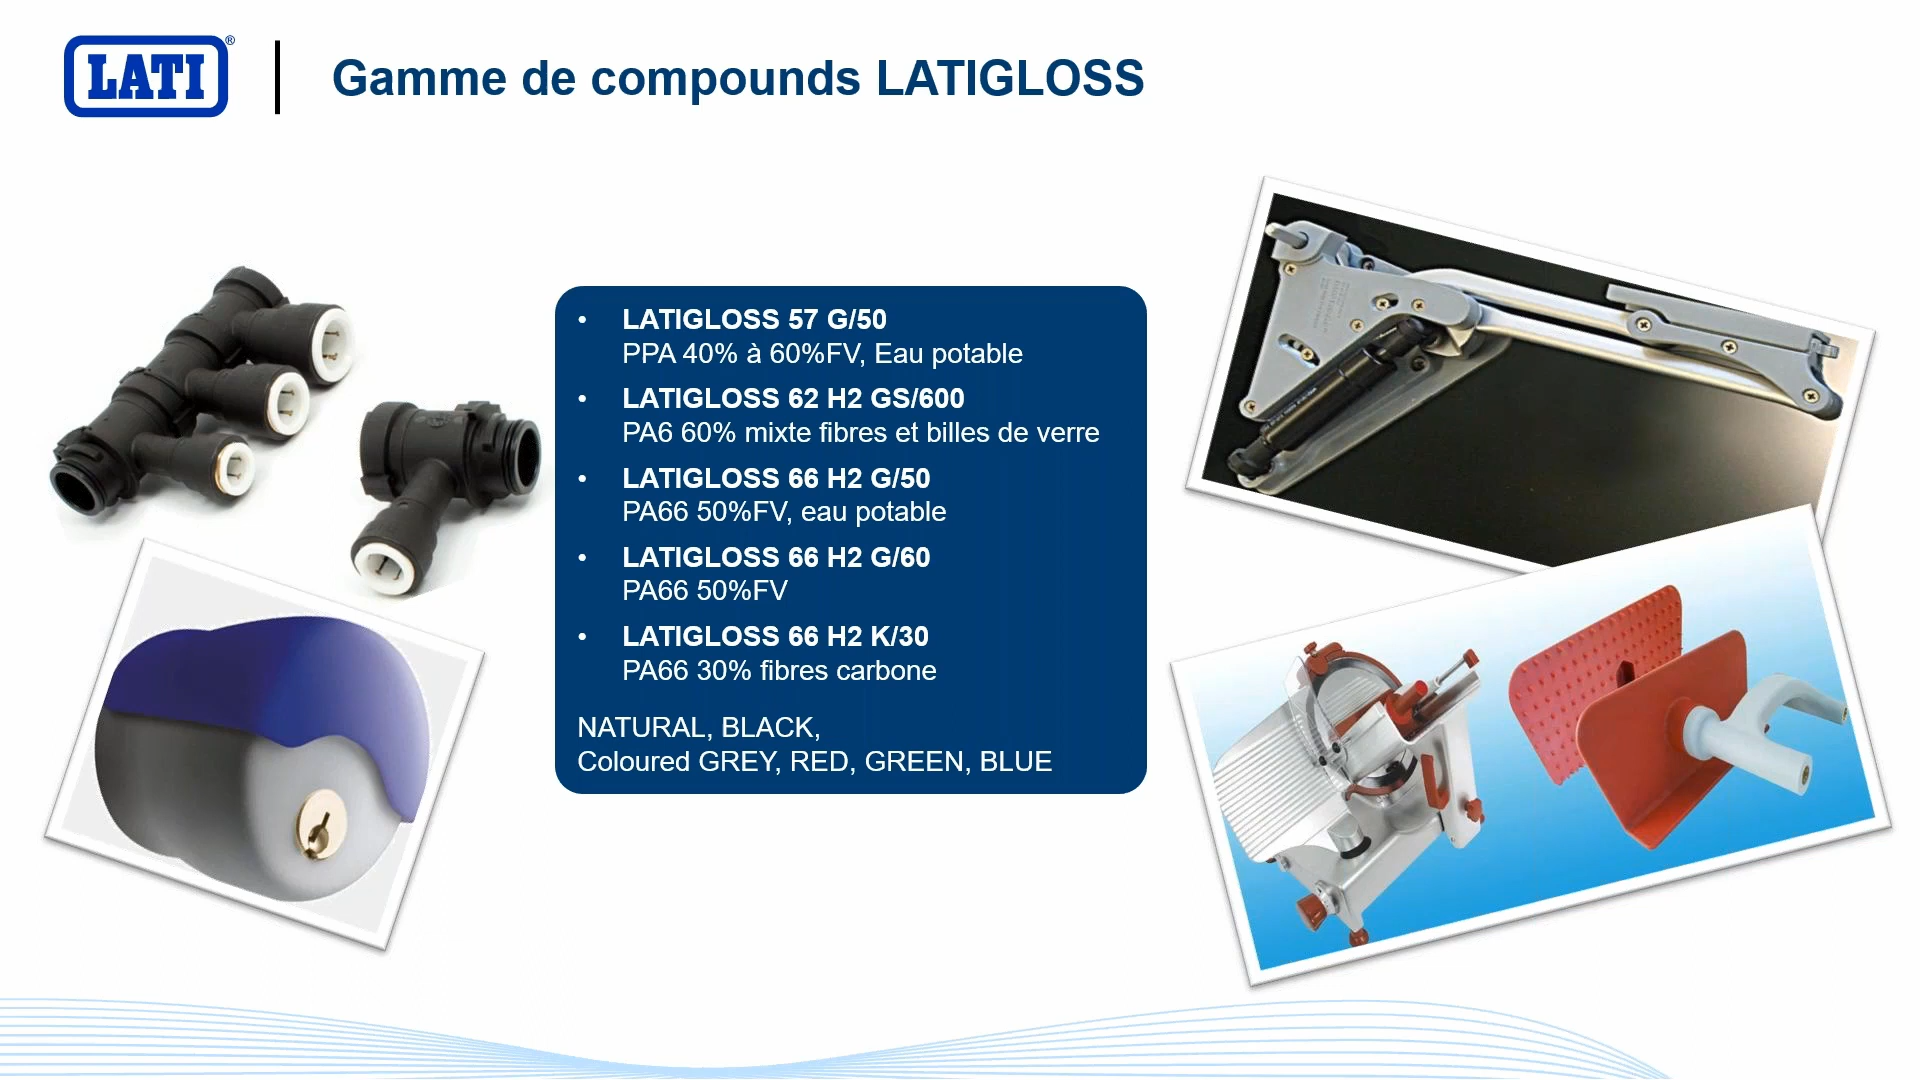 LATI®
Gamme de compounds LATIGLOSS
• LATIGLOSS 57 G/50
PPA 40% à 60%FV, Eau potable
• LATIGLOSS 62 H2 GS/600
PA6 60% mixte fibres et billes de verre
• LATIGLOSS 66 H2 G/50
PA66 50%FV, eau potable
• LATIGLOSS 66 H2 G/60
PA66 50%FV
• LATIGLOSS 66 H2 K/30
PA66 30% fibres carbone
NATURAL, BLACK,
Coloured GREY, RED, GREEN, BLUE